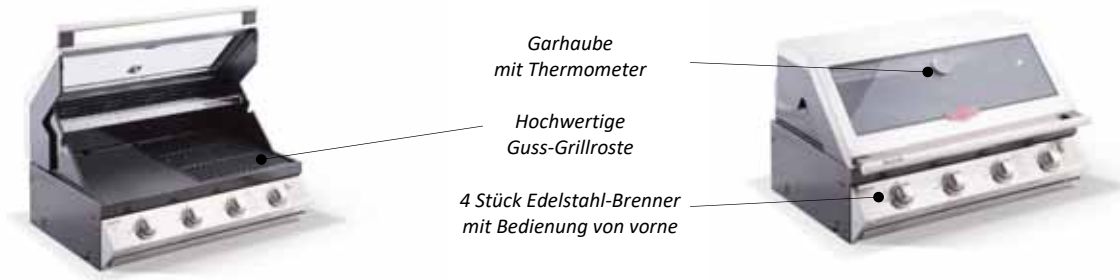 Garhaube
mit Thermometer
Hochwertige
Guss-Grillroste
4 Stück Edelstahl-Brenner
mit Bedienung von vorne